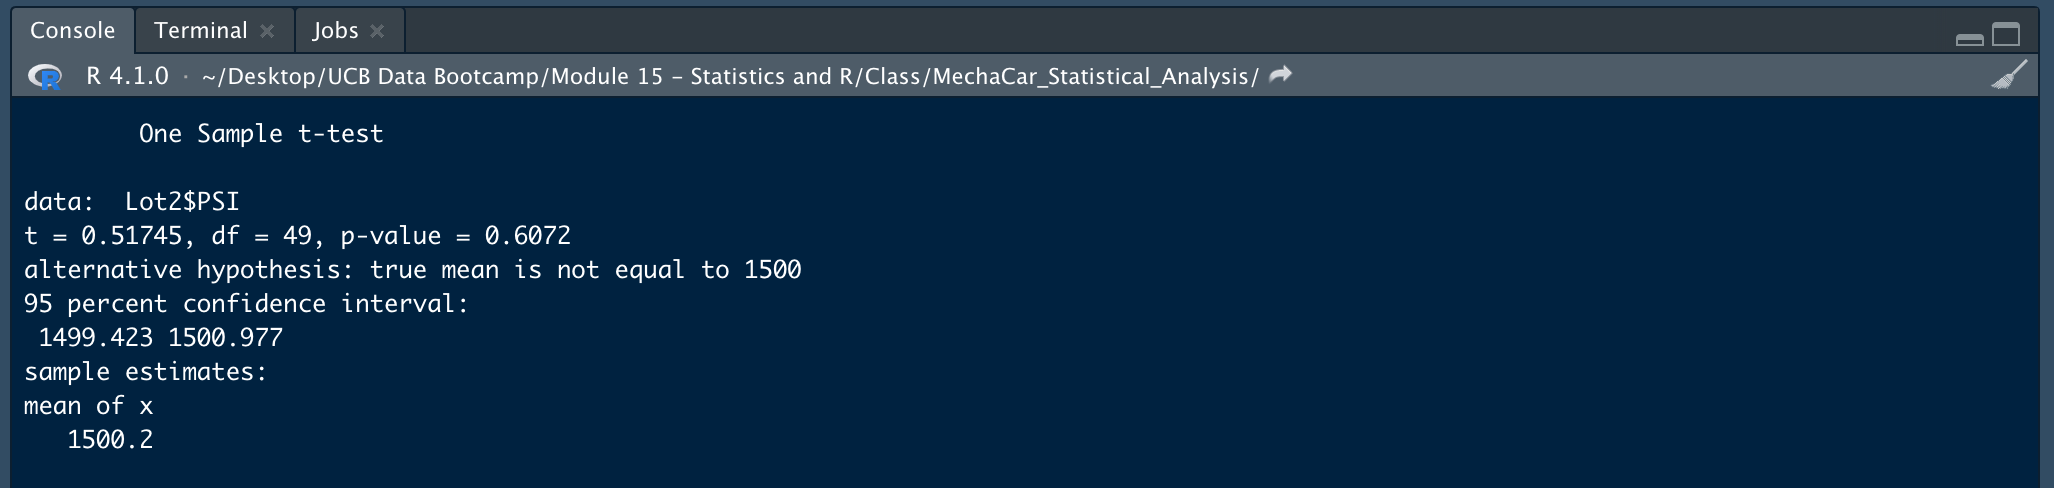 Console Terminal × Jobs ×
R R 4.1.0 · ~/Desktop/UCB Data Bootcamp/Module 15 – Statistics and R/Class/MechaCar_Statistical_Analysis/
One Sample t-test
data:  Lot2$PSI
t = 0.51745, df = 49, p-value = 0.6072
alternative hypothesis: true mean is not equal to 1500
95 percent confidence interval:
1499.423 1500.977
sample estimates:
mean of x
1500.2